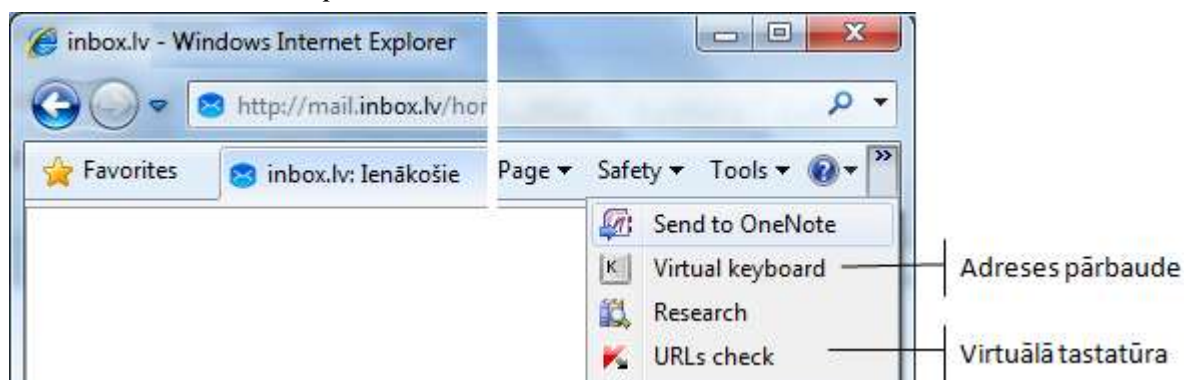 inbox.lv - Windows Internet Explorer
http://mail.inbox.lv/hor
Favorites
inbox.lv: Ienākošie
Page
Safety
Tools
Send to OneNote
Virtual keyboard
Adreses pārbaude
Research
URLs check
Virtuālā tastatūra